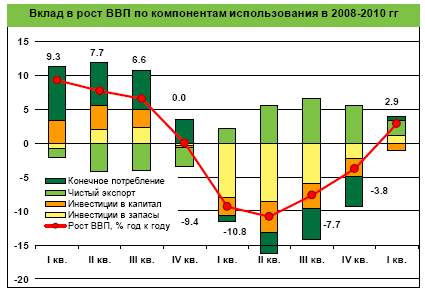 Вклад в рост ВВП по компонентам использования в 2008-2010 гг
15
10
5
0
-5
-10
-15
-20
9.3
7.7
6.6
0.0
-9.4
-10.8
-7.7
-3.8
2.9
Конечное потребление
Чистый экспорт
Инвестиции в капитал
Инвестиции в запасы
Рост ВВП, % год к году
I кв. II кв. III кв. IV кв. I кв. II кв. III кв. IV кв. I кв.